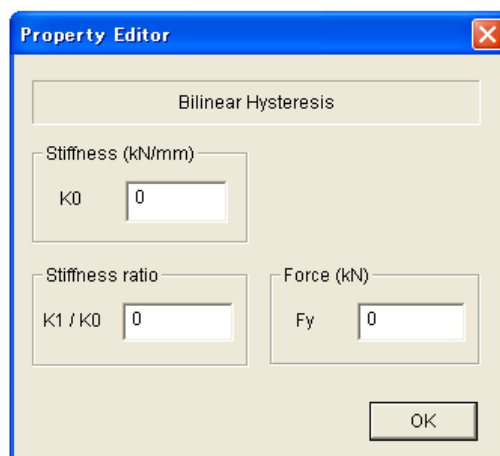 Property Editor
Bilinear Hysteresis
Stiffness (kN/mm)
K0 0
Stiffness ratio
K1 / K0 0
Force (kN)
Fy 0
OK